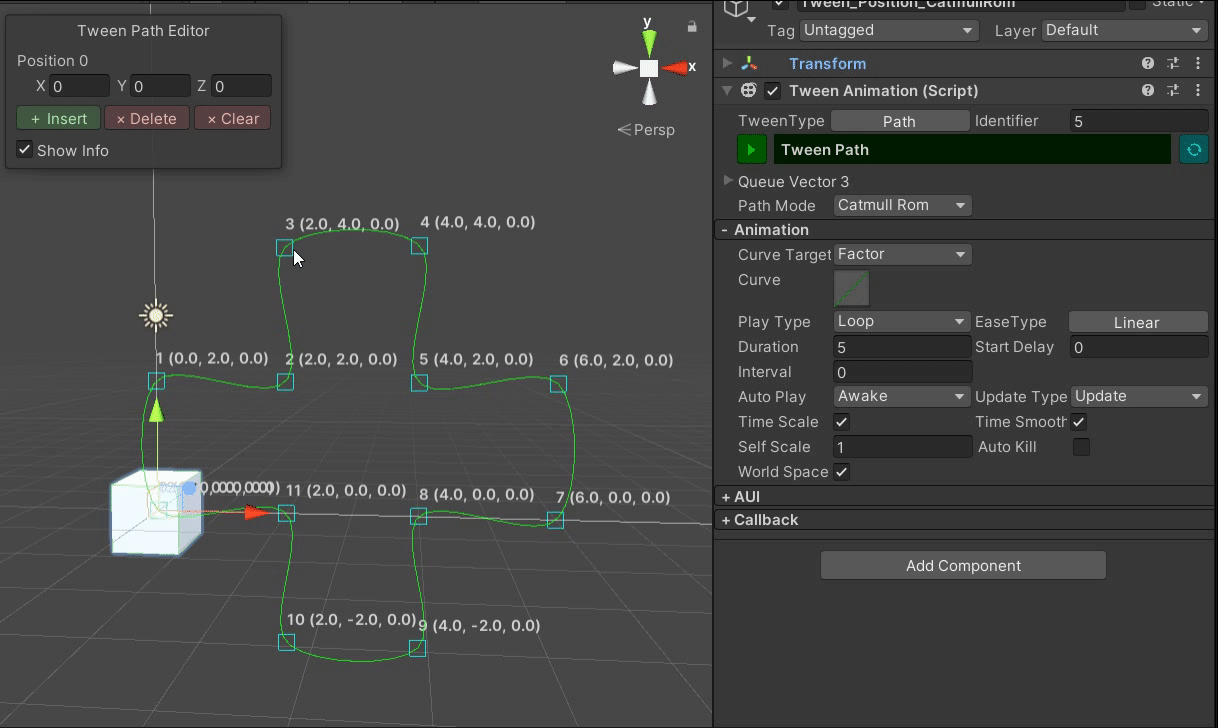 Tween Path Editor
Position 0
X 0 Y 0 Z 0
+ Insert × Delete × Clear
Show Info
y
x
Persp
3 (2.0, 4.0, 0.0) 4 (4.0, 4.0, 0.0)
1 (0.0, 2.0, 0.0) 2 (2.0, 2.0, 0.0) 5 (4.0, 2.0, 0.0) 6 (6.0, 2.0, 0.0)
11 (2.0, 0.0, 0.0) 8 (4.0, 0.0, 0.0) 7 (6.0, 0.0, 0.0)
10 (2.0, -2.0, 0.0) 9 (4.0, -2.0, 0.0)
Tween_Position_CatmullRom Static
Tag Untagged Layer Default
Transform
Tween Animation (Script)
TweenType Path Identifier 5
Tween Path
Queue Vector 3
Path Mode Catmull Rom
- Animation
Curve Target Factor
Curve
Play Type Loop EaseType Linear
Duration 5 Start Delay 0
Interval 0
Auto Play Awake Update Type Update
Time Scale Time Smooth
Self Scale 1 Auto Kill
World Space
+ AUI
+ Callback
Add Component